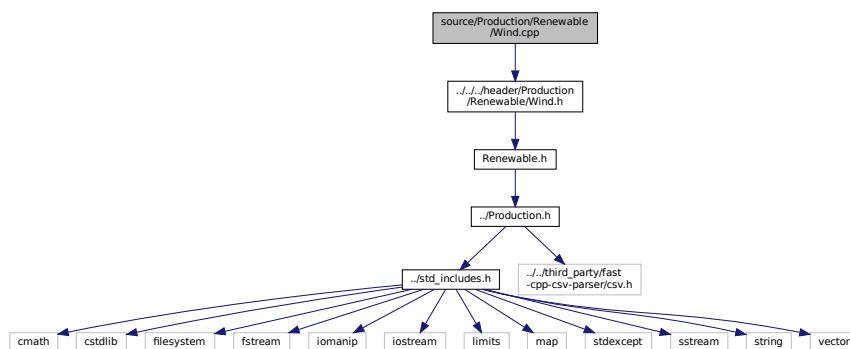 source/Production/Renewable
/Wind.cpp
../../../header/Production
/Renewable/Wind.h
Renewable.h
../Production.h
../std_includes.h
../../third_party/fast
-cpp-csv-parser/csv.h
cmath
cstdlib
filesystem
fstream
iomanip
iostream
limits
map
stdexcept
sstream
string
vector